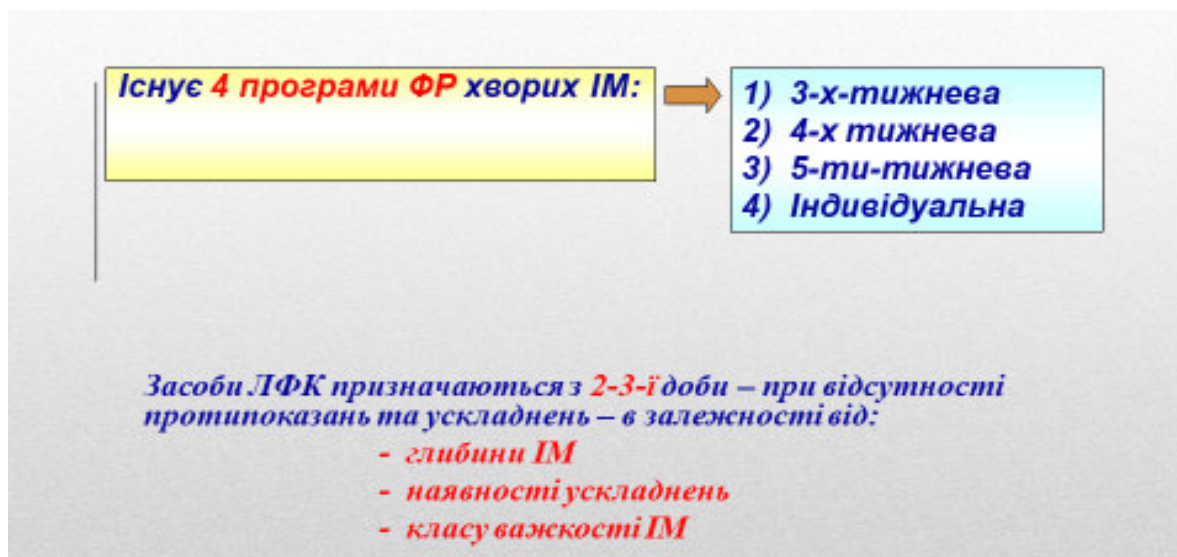 Існує 4 програми ФР хворих ІМ:
1) 3-х-тижнева
2) 4-х тижнева
3) 5-ти-тижнева
4) Індивідуальна
Засоби ЛФК призначаються з 2-3-ї доби – при відсутності
протипоказань та ускладнень – в залежності від:
- глибини ІМ
- наявності ускладнень
- класу важкості ІМ